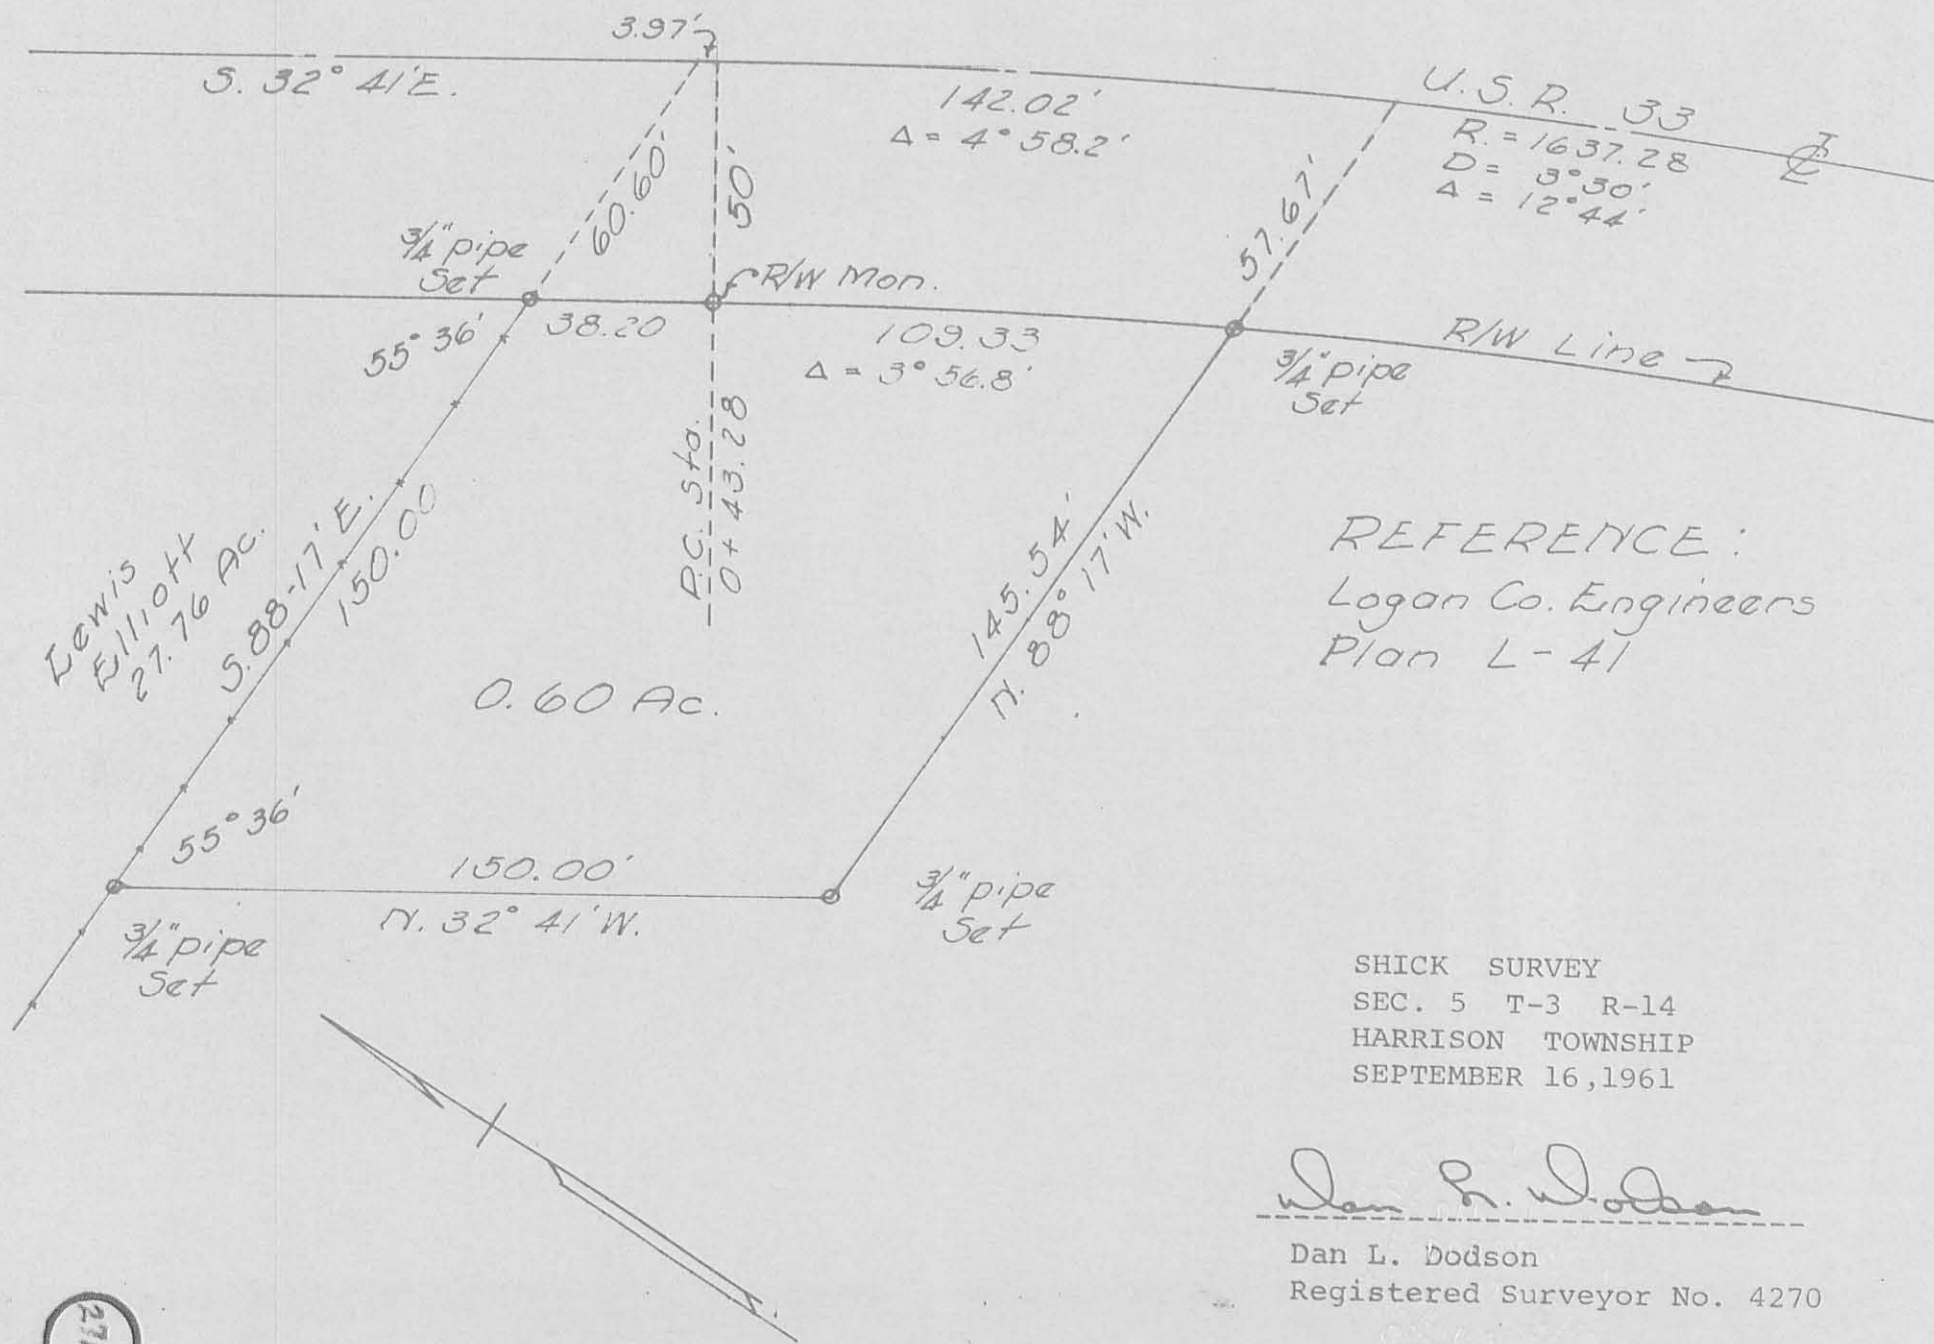 3.97'
S. 32° 41' E.
142.02'
Δ = 4° 58.2'
U.S.R. 33
R. = 1637.28
D = 3° 30'
Δ = 12° 44'
60.60'
50'
57.67'
3/4" pipe
Set
R/W Mon.
55° 36'
38.20
109.33
Δ = 3° 56.8'
R/W Line
3/4" pipe
Set
P.C. Sta.
0+43.28
Lewis
Elliott
27.76 Ac.
S.88-17' E.
150.00
145.54'
N. 88° 17' W.
REFERENCE :
Logan Co. Engineers
Plan L-41
0.60 Ac.
55° 36'
150.00'
N. 32° 41' W.
3/4" pipe
Set
3/4" pipe
Set
SHICK SURVEY
SEC. 5 T-3 R-14
HARRISON TOWNSHIP
SEPTEMBER 16,1961
Dan L. Dodson
Dan L. Dodson
Registered Surveyor No. 4270